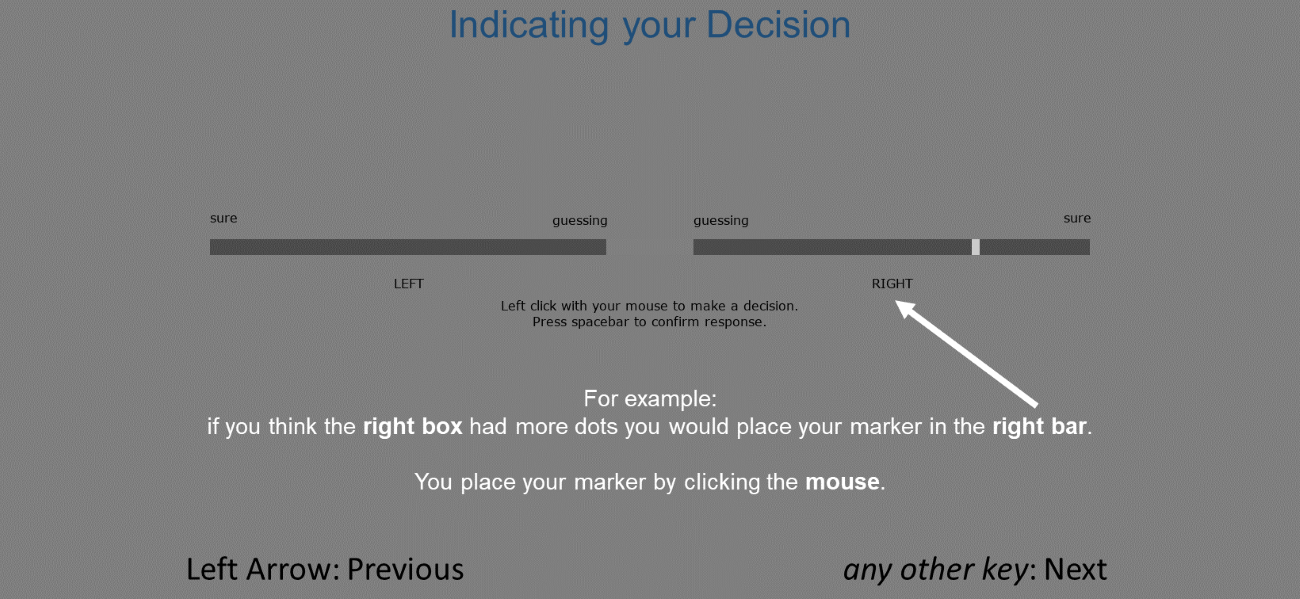 Indicating your Decision
sure guessing guessing sure
LEFT RIGHT
Left click with your mouse to make a decision.
Press spacebar to confirm response.
For example:
if you think the right box had more dots you would place your marker in the right bar.
You place your marker by clicking the mouse.
Left Arrow: Previous any other key: Next